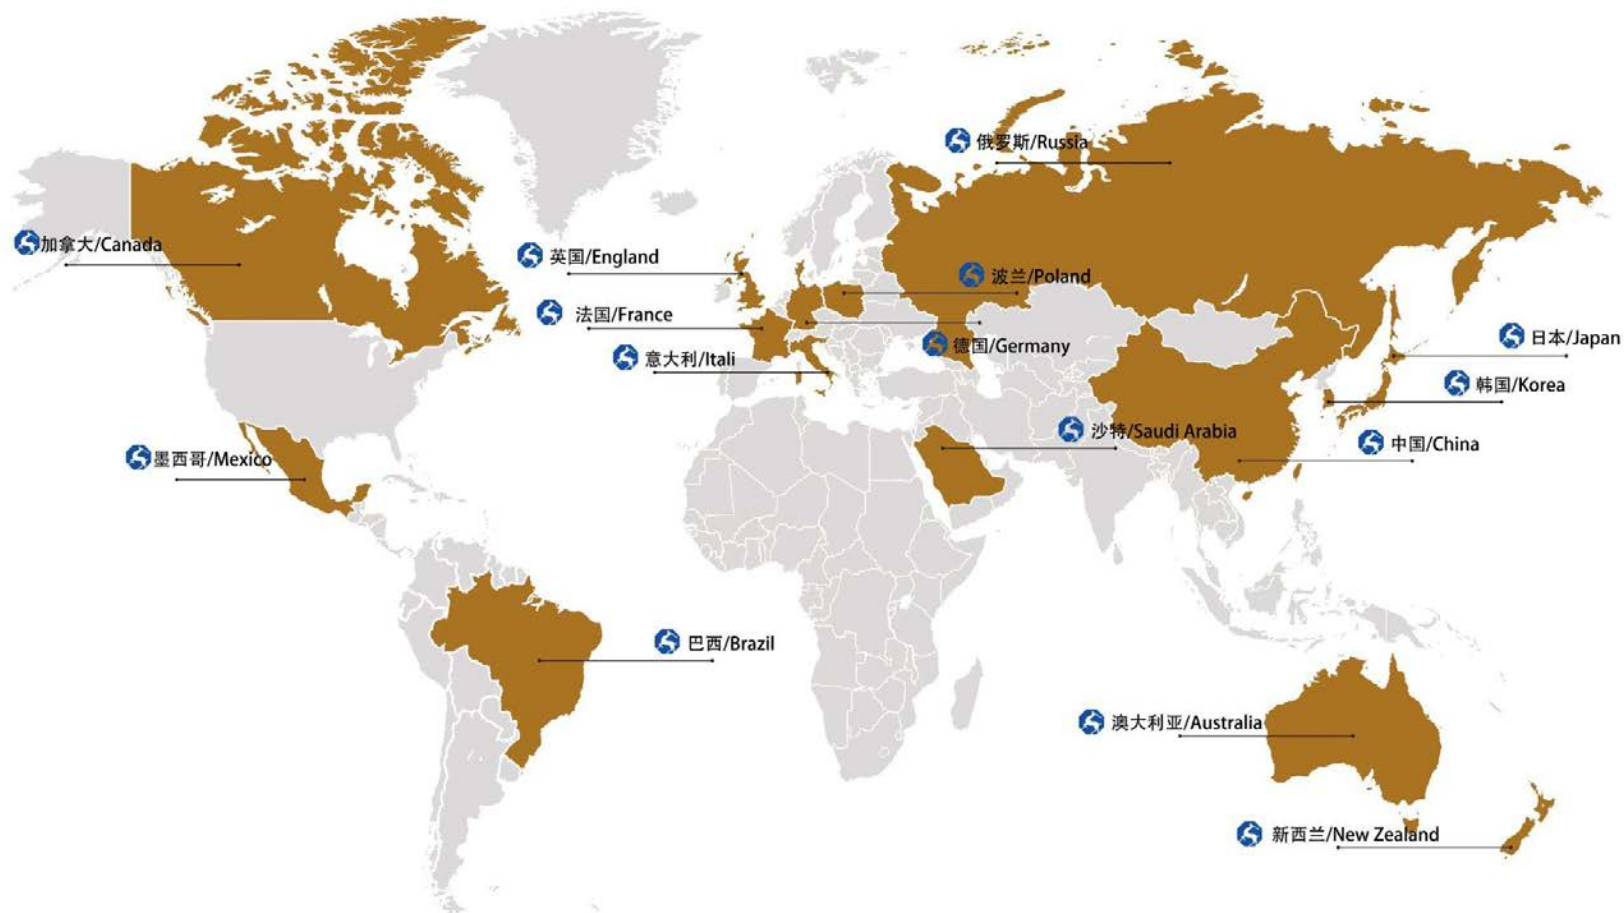 俄罗斯/Russia
加拿大/Canada
英国/England
波兰/Poland
法国/France
日本/Japan
德国/Germany
意大利/Itali
韩国/Korea
沙特/Saudi Arabia
中国/China
墨西哥/Mexico
巴西/Brazil
澳大利亚/Australia
新西兰/New Zealand